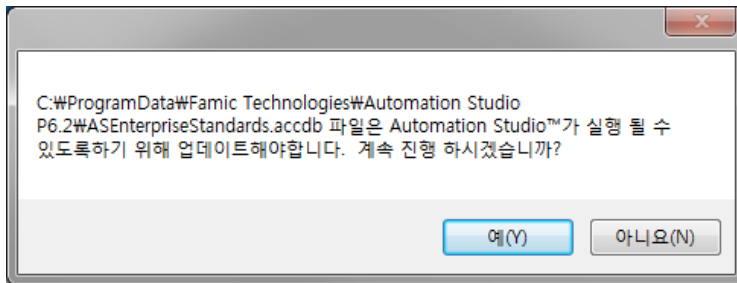 C:₩ProgramData₩Famic Technologies₩Automation Studio
P6.2₩ASEnterpriseStandards.accdb 파일은 Automation Studio™가 실행 될 수
있도록하기 위해 업데이트해야합니다.  계속 진행 하시겠습니까?
예(Y)
아니요(N)